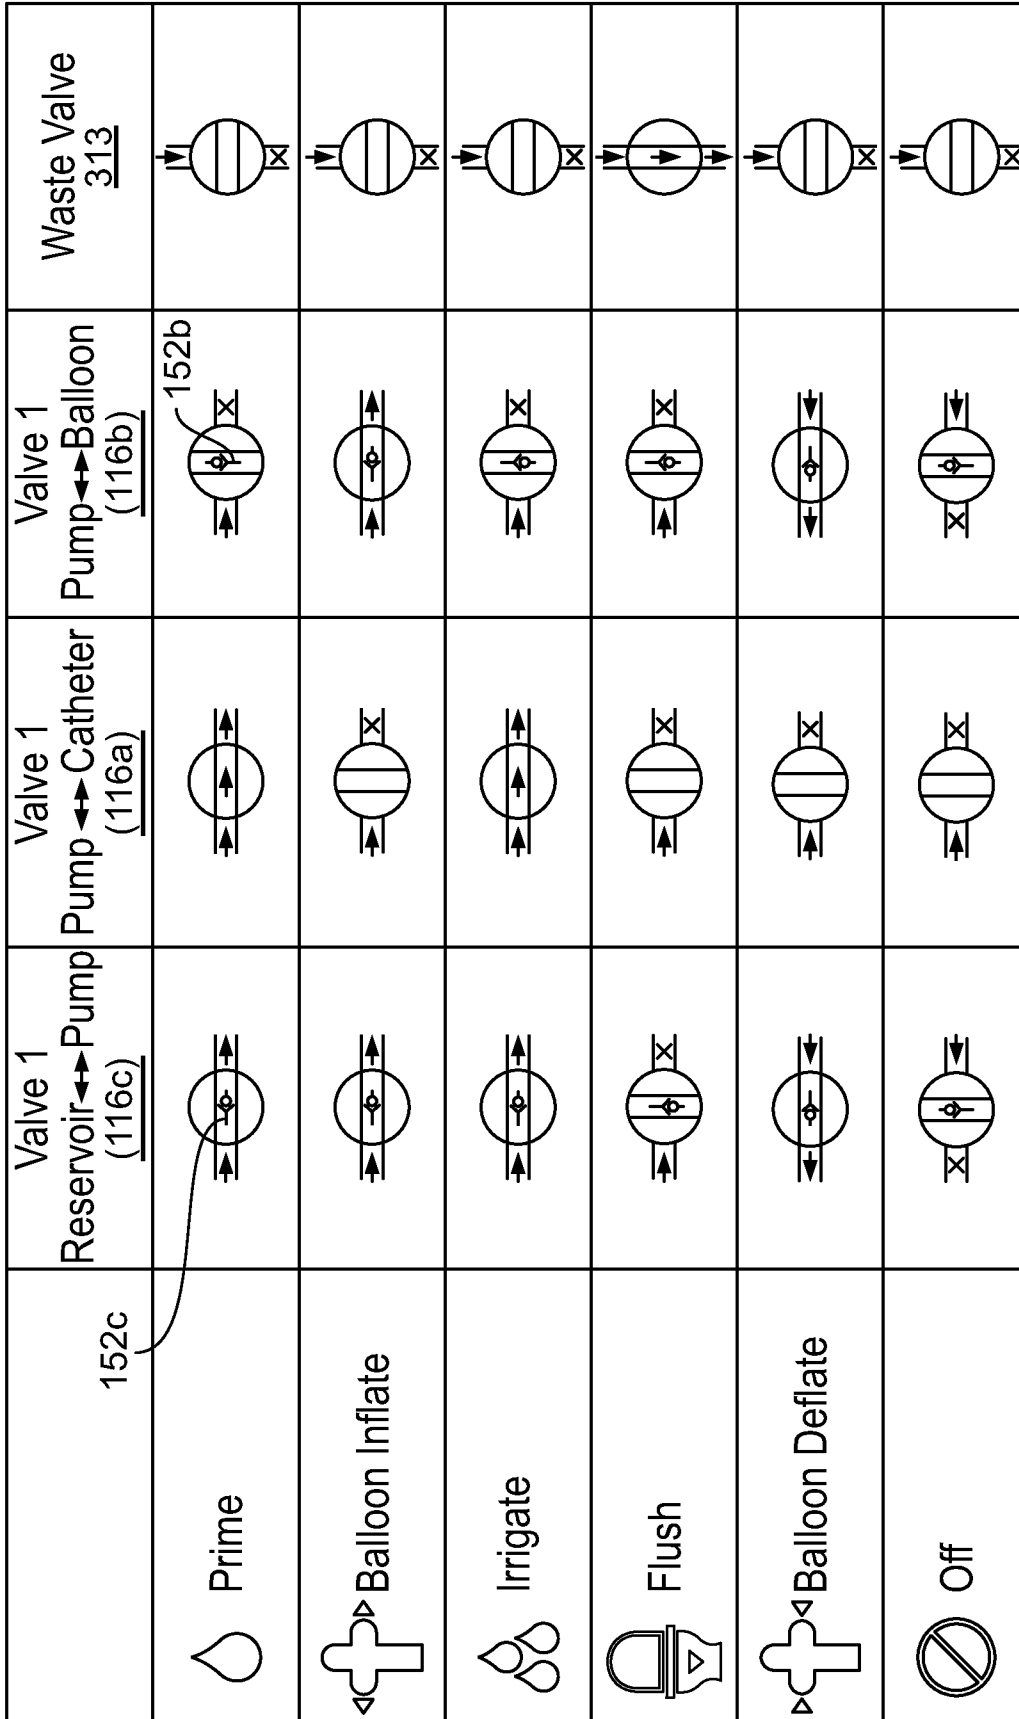 152c
Valve 1
Reservoir↔Pump
(116c)
Valve 1
Pump↔Catheter
(116a)
Valve 1
Pump↔Balloon
(116b)
Waste Valve
313
Prime
152b
Balloon Inflate
Irrigate
Flush
Balloon Deflate
Off